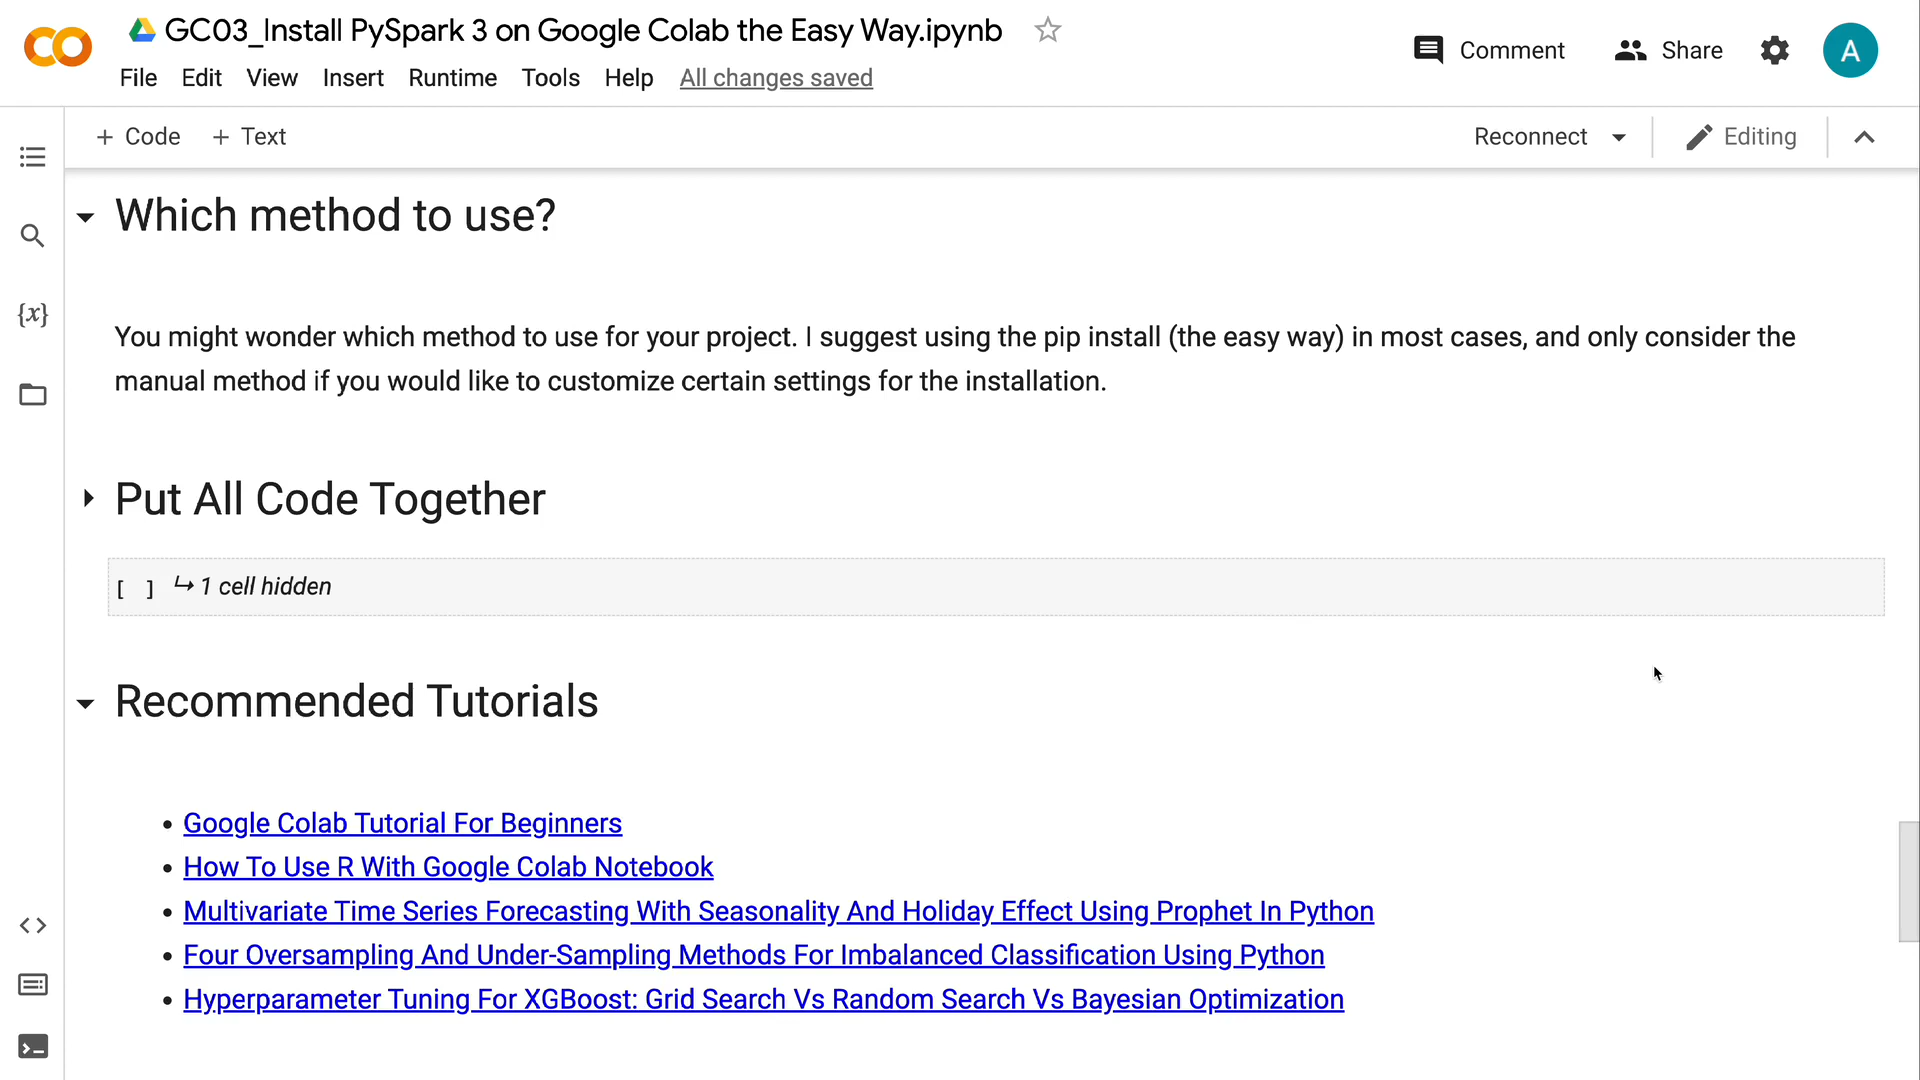 GC03_Install PySpark 3 on Google Colab the Easy Way.ipynb
File Edit View Insert Runtime Tools Help All changes saved
Comment Share A
+ Code + Text
Reconnect Editing
Which method to use?
{x}
You might wonder which method to use for your project. I suggest using the pip install (the easy way) in most cases, and only consider the
manual method if you would like to customize certain settings for the installation.
Put All Code Together
[ ] ↳ 1 cell hidden
Recommended Tutorials
• Google Colab Tutorial For Beginners
• How To Use R With Google Colab Notebook
• Multivariate Time Series Forecasting With Seasonality And Holiday Effect Using Prophet In Python
• Four Oversampling And Under-Sampling Methods For Imbalanced Classification Using Python
• Hyperparameter Tuning For XGBoost: Grid Search Vs Random Search Vs Bayesian Optimization